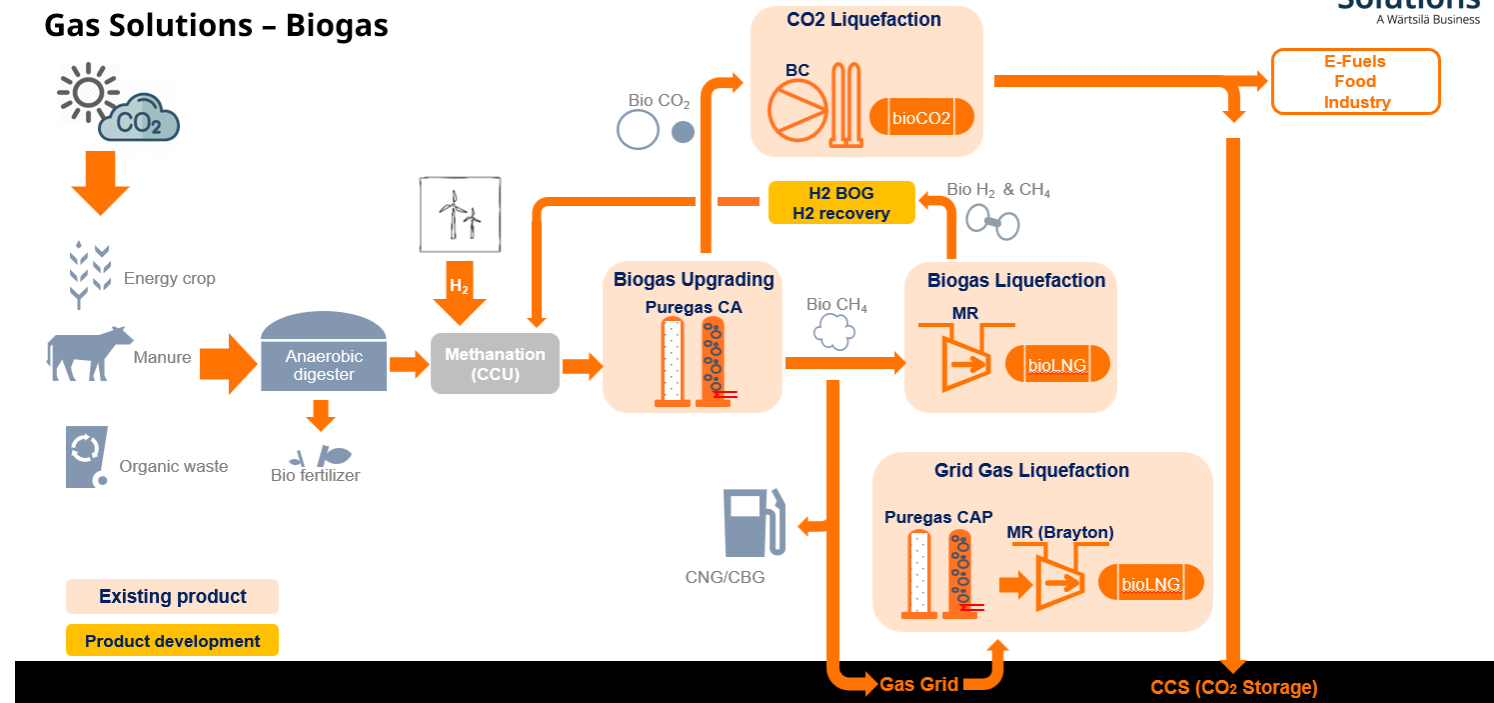 Gas Solutions – Biogas
Solutions
A Wärtsilä Business
CO2 Liquefaction
BC
bioCO2
E-Fuels
Food
Industry
CO2
Bio CO2
H2 BOG
H2 recovery
Bio H2 & CH4
Energy crop
H2
Biogas Upgrading
Puregas CA
Bio CH4
Biogas Liquefaction
MR
bioLNG
Manure
Anaerobic
digester
Methanation
(CCU)
Organic waste
Bio fertilizer
Grid Gas Liquefaction
Puregas CAP
MR (Brayton)
bioLNG
CNG/CBG
Existing product
Product development
Gas Grid
CCS (CO2 Storage)